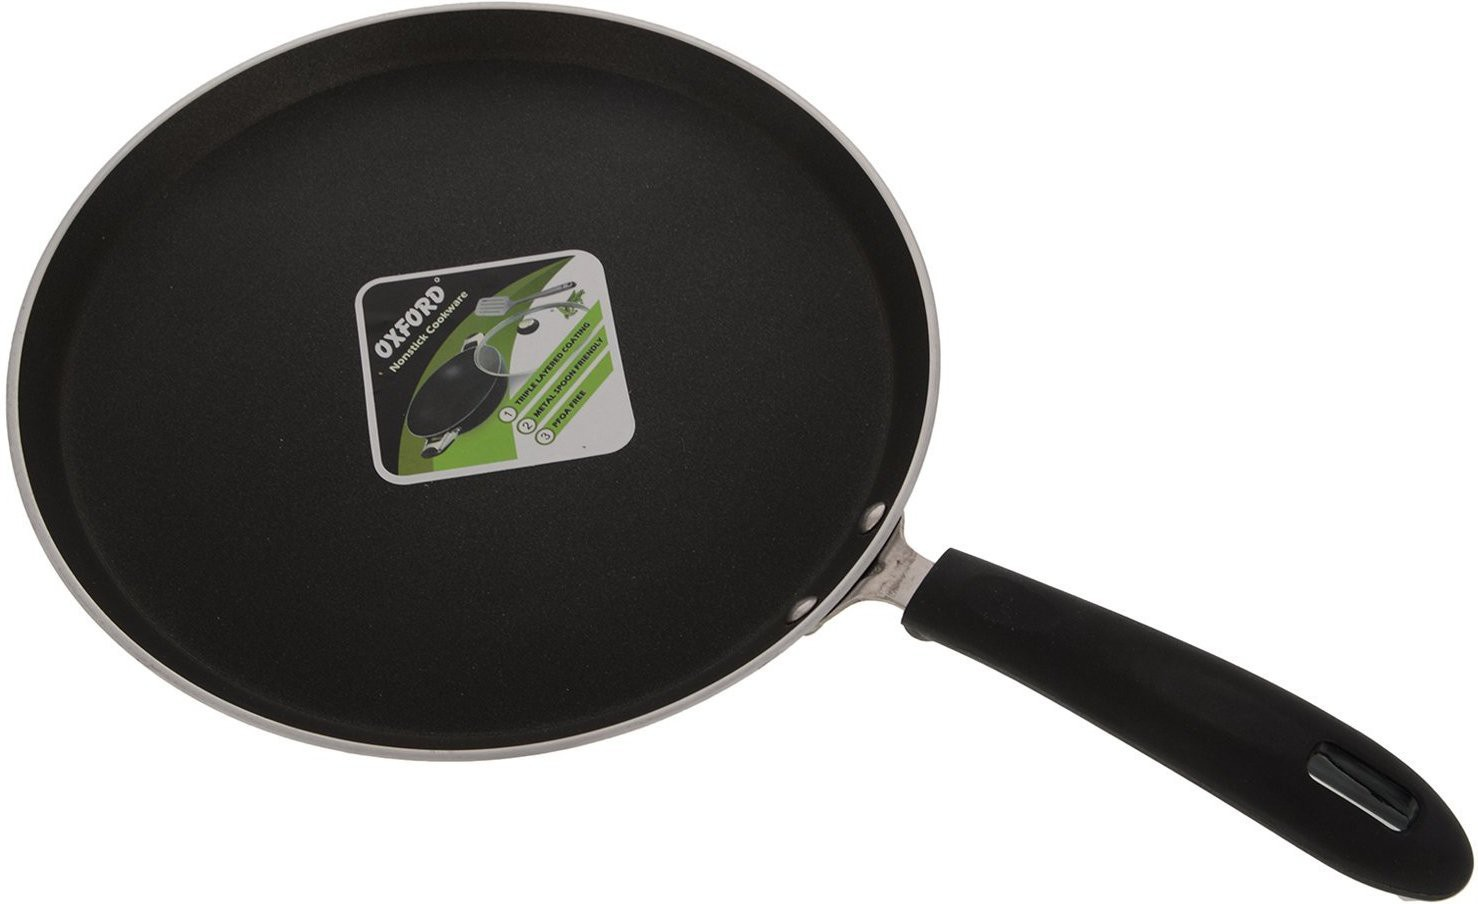 OXFORD
Nonstick Cookware
1 TRIPLE LAYERED COATING
2 METAL SPOON FRIENDLY
3 PFOA FREE